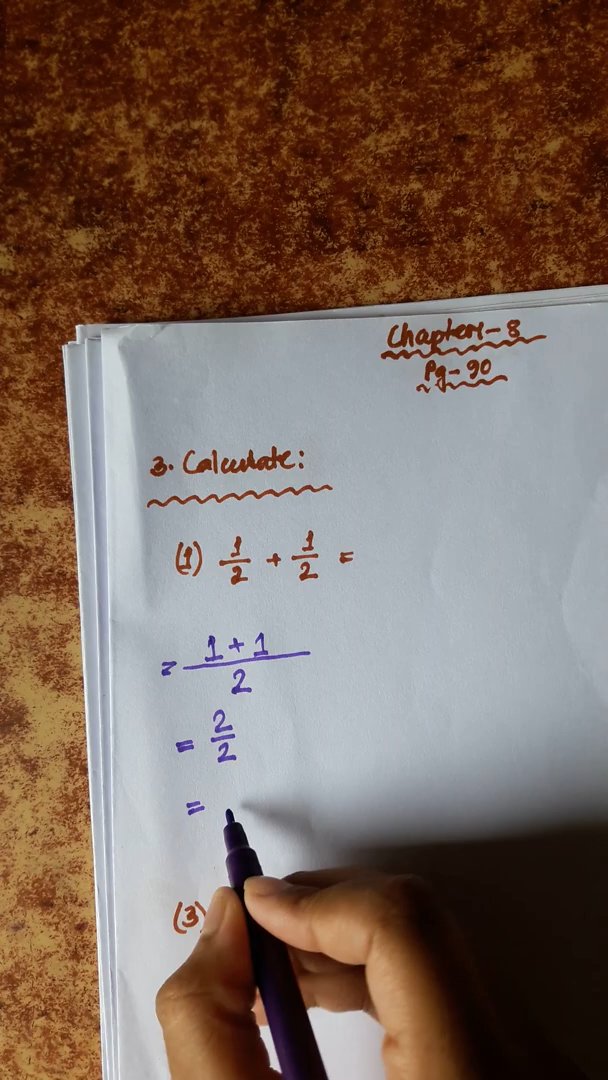 Chapter-8
Pg-90
3. Calculate:
(1) 1/2 + 1/2 =
= 1+1/2
= 2/2
=
(3)